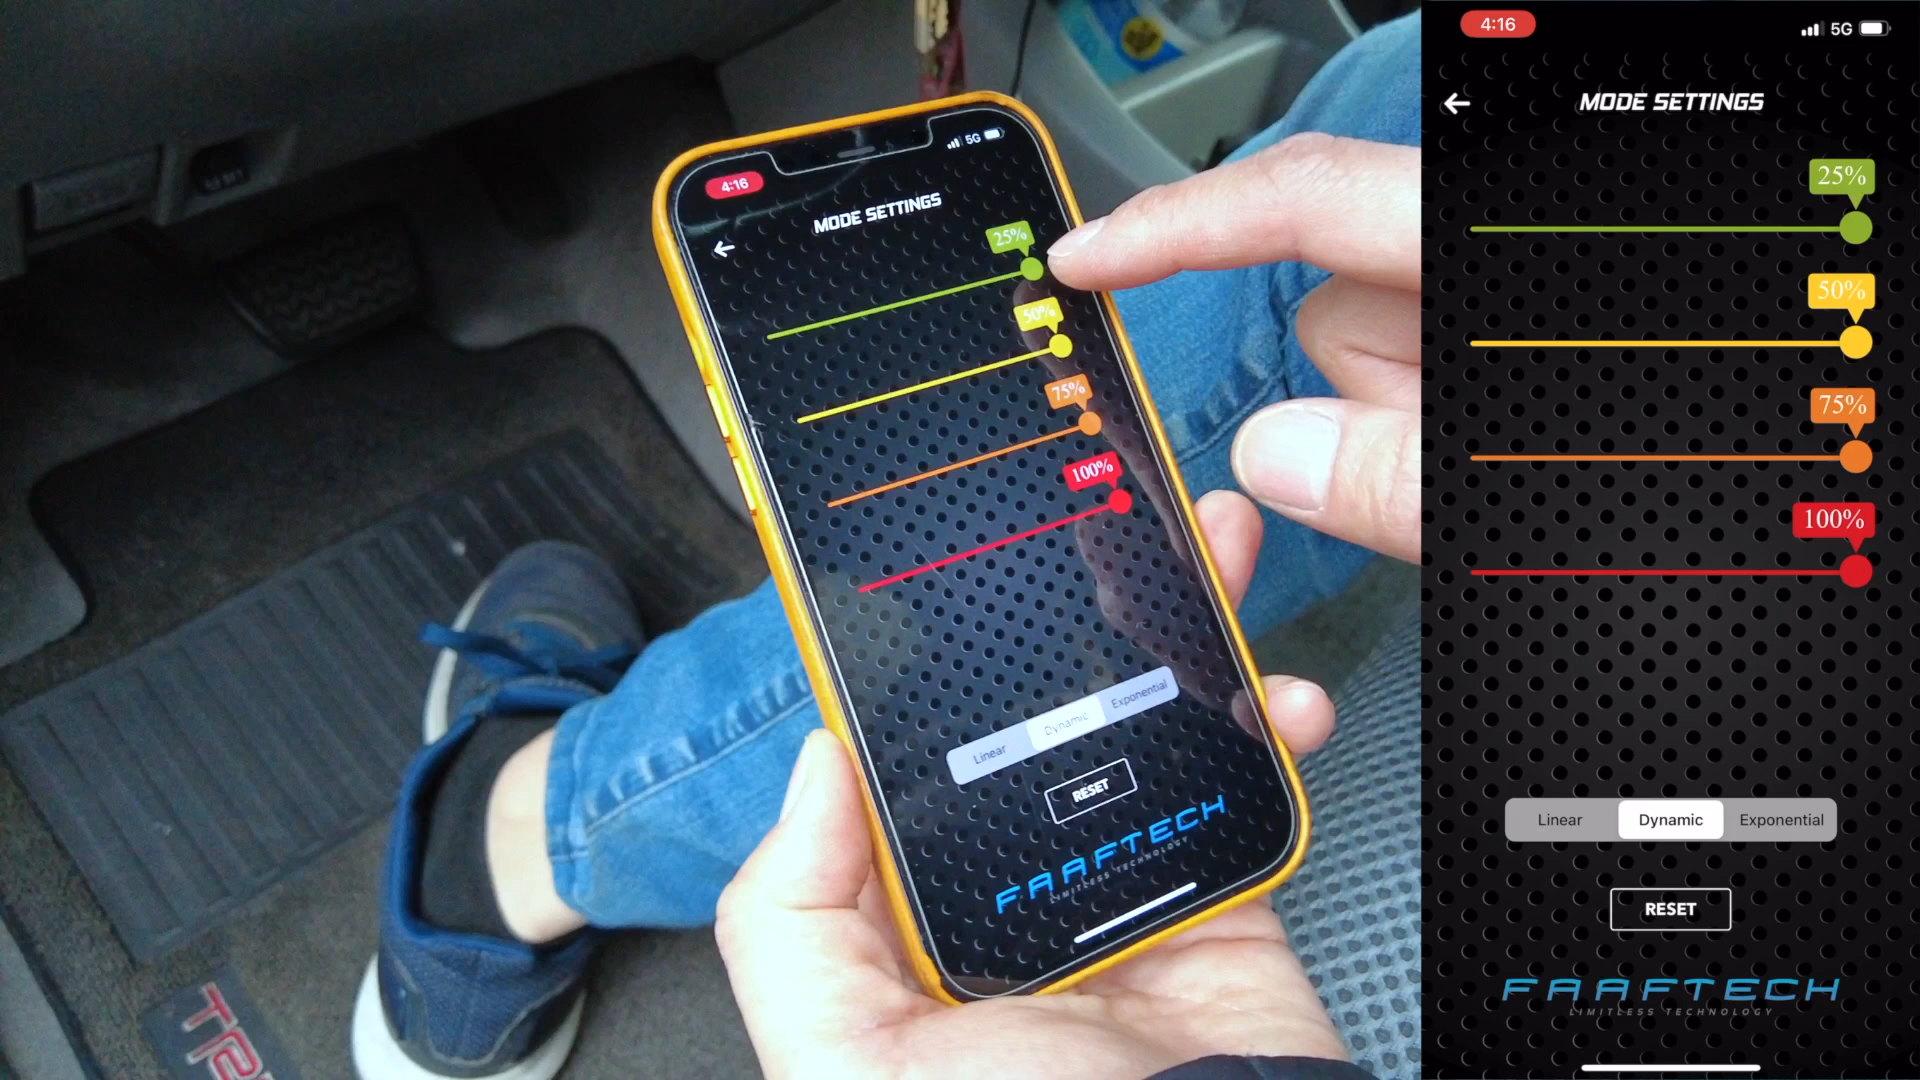 4:16
5G
MODE SETTINGS
25%
50%
75%
100%
Linear
Dynamic
Exponential
RESET
FAAFTECH
LIMITLESS TECHNOLOGY
4:16
5G
MODE SETTINGS
25%
50%
75%
100%
Linear
Dynamic
Exponential
RESET
FAAFTECH
LIMITLESS TECHNOLOGY